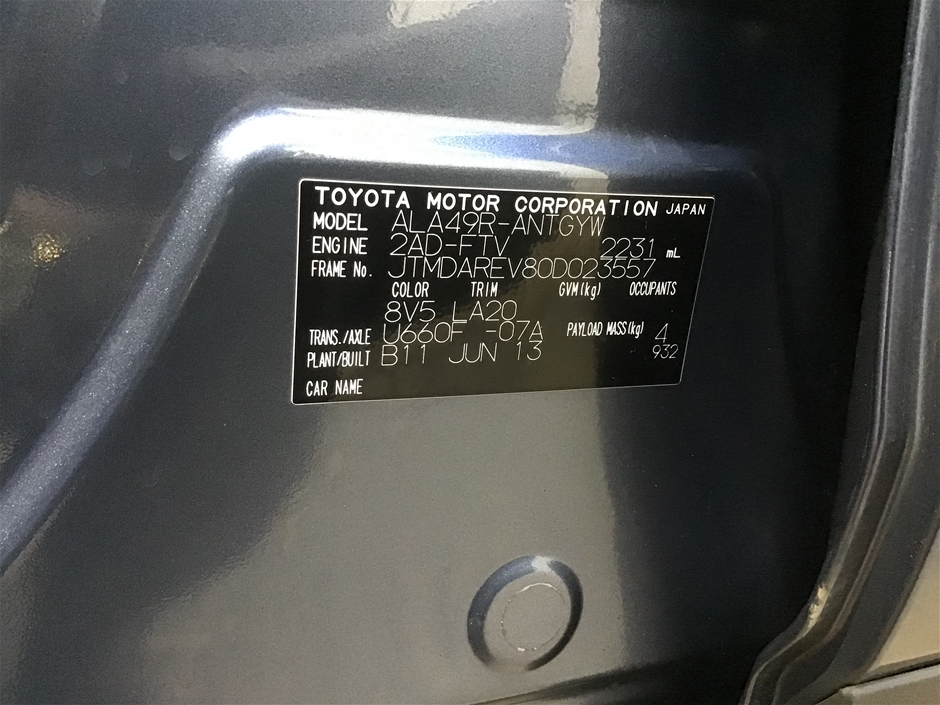 TOYOTA MOTOR CORPORATION JAPAN
MODEL ALA49R-ANTGYW
ENGINE 2AD-FTV 2231 mL
FRAME No. JTMDAREV80D023557
COLOR TRIM GVM(kg) OCCUPANTS
8V5 LA20
TRANS./AXLE U660F -07A PAYLOAD MASS(kg) 4
PLANT/BUILT B11 JUN 13 932
CAR NAME